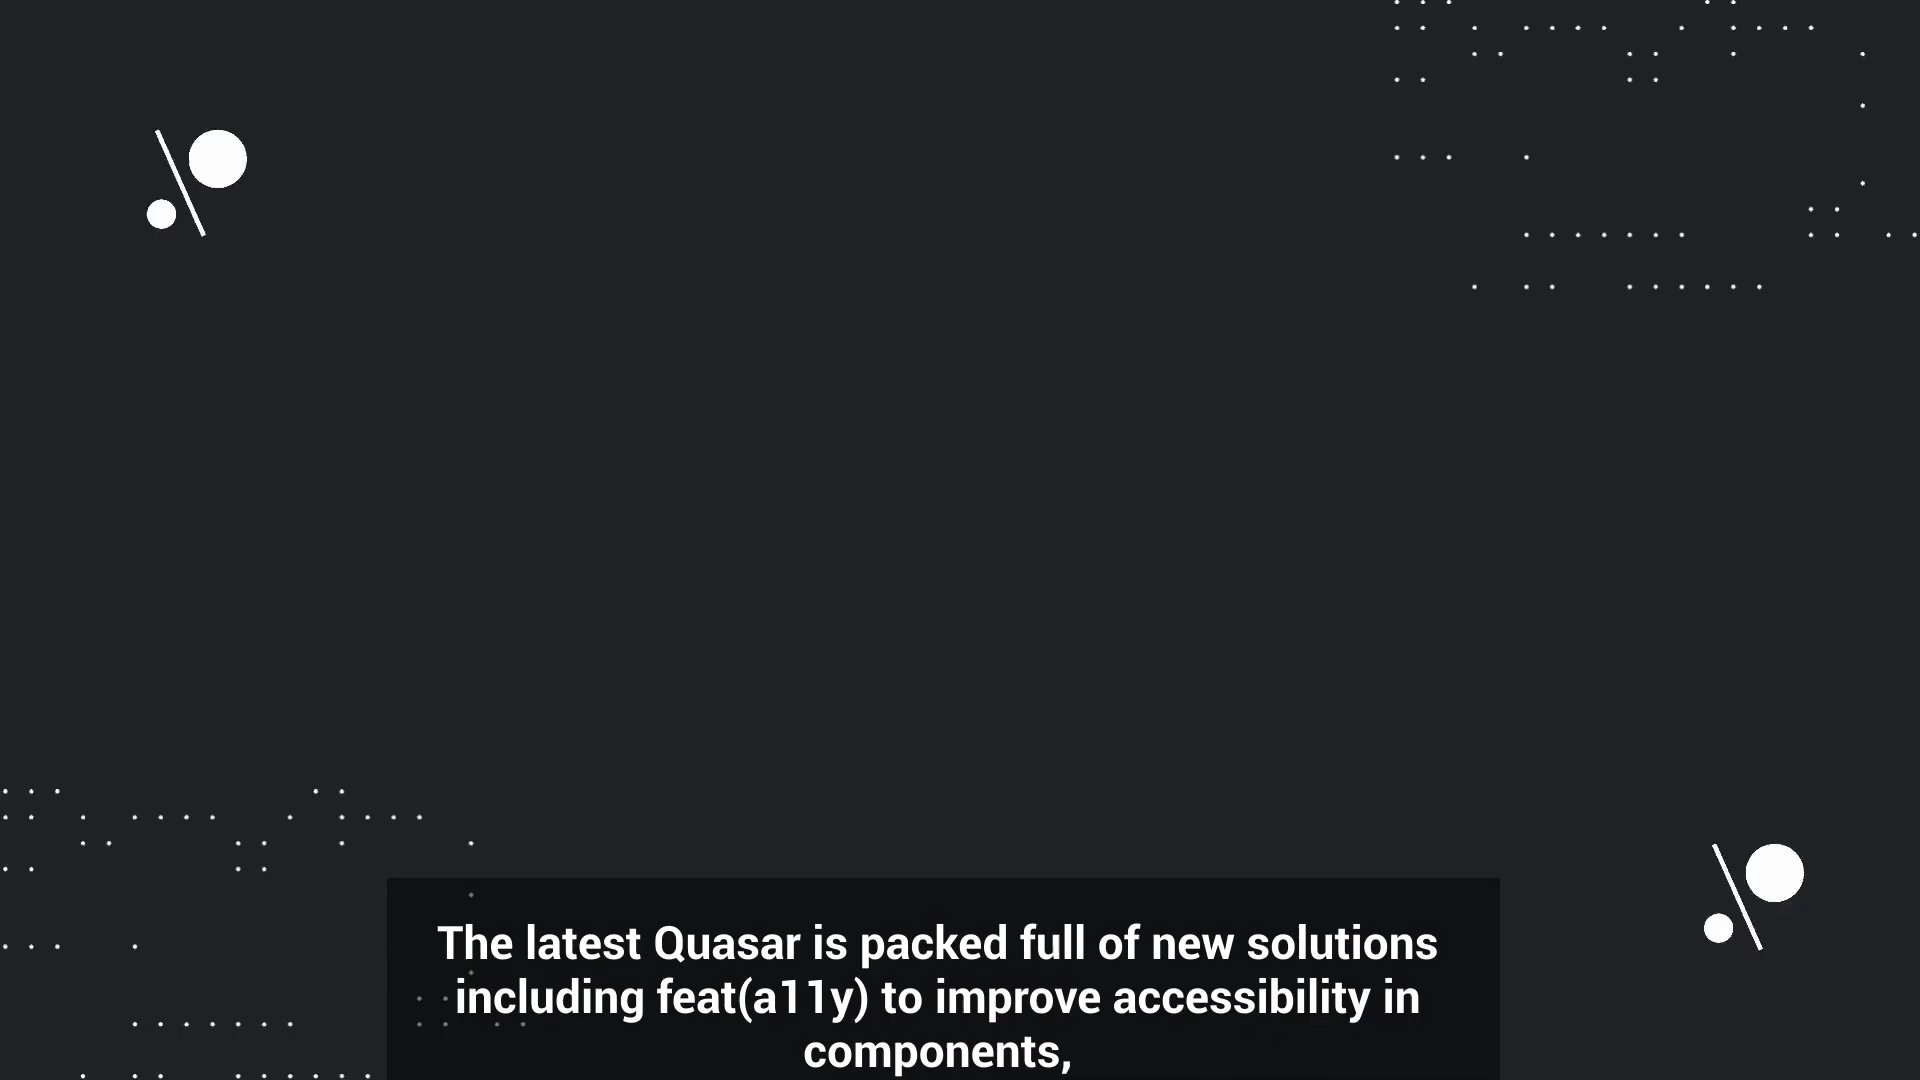 The latest Quasar is packed full of new solutions
including feat(a11y) to improve accessibility in
components,